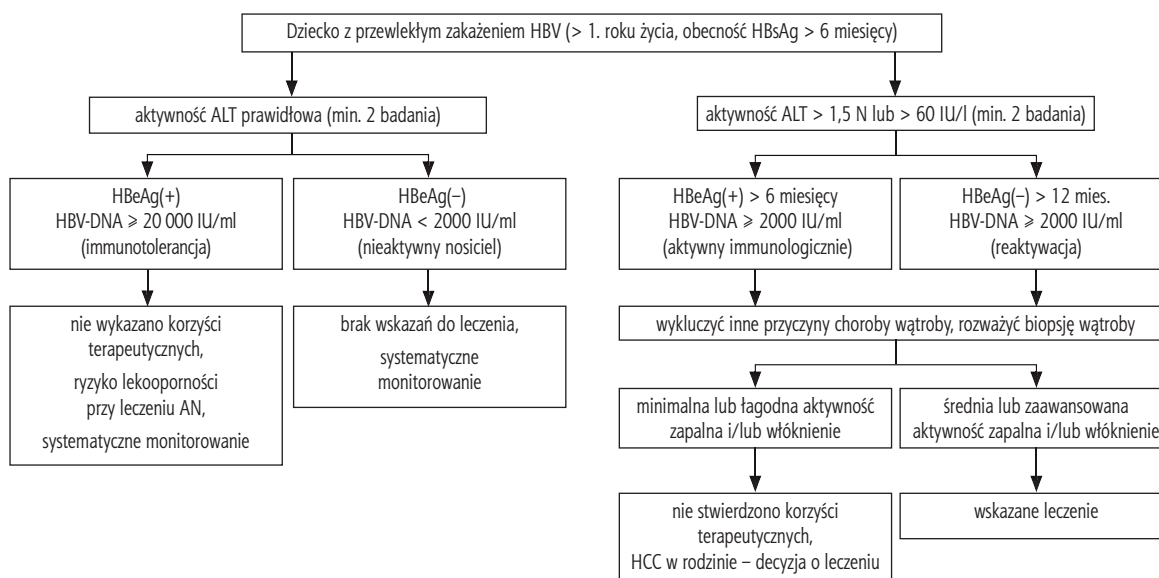 Dziecko z przewlekłym zakażeniem HBV (> 1. roku życia, obecność HBsAg > 6 miesięcy)
aktywność ALT prawidłowa (min. 2 badania)
aktywność ALT > 1,5 N lub > 60 IU/l (min. 2 badania)
HBeAg(+)
HBV-DNA ⩾ 20 000 IU/ml
(immunotolerancja)
HBeAg(–)
HBV-DNA < 2000 IU/ml
(nieaktywny nosiciel)
HBeAg(+) > 6 miesięcy
HBV-DNA ⩾ 2000 IU/ml
(aktywny immunologicznie)
HBeAg(–) > 12 mies.
HBV-DNA ⩾ 2000 IU/ml
(reaktywacja)
nie wykazano korzyści
terapeutycznych,
ryzyko lekooporności
przy leczeniu AN,
systematyczne monitorowanie
brak wskazań do leczenia,
systematyczne
monitorowanie
wykluczyć inne przyczyny choroby wątroby, rozważyć biopsję wątroby
minimalna lub łagodna aktywność
zapalna i/lub włóknienie
średnia lub zaawansowana
aktywność zapalna i/lub włóknienie
nie stwierdzono korzyści
terapeutycznych,
HCC w rodzinie – decyzja o leczeniu
wskazane leczenie